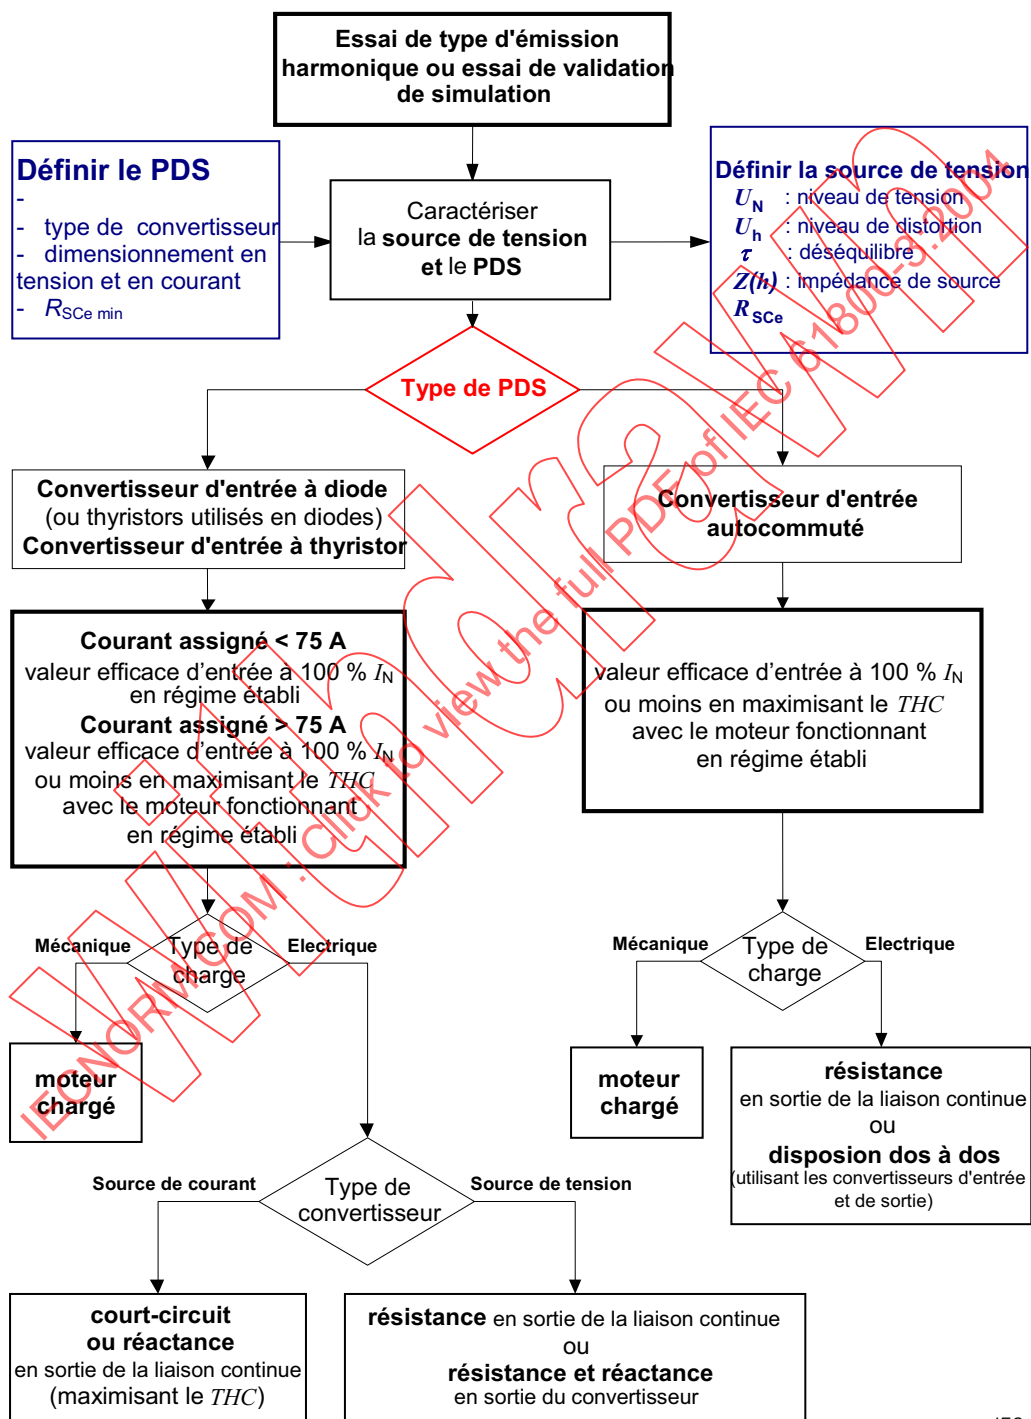 Essai de type d'émission
harmonique ou essai de validation
de simulation
Définir le PDS
-
- type de convertisseur
- dimensionnement en
tension et en courant
- RSCe min
Caractériser
la source de tension
et le PDS
Définir la source de tension
UN : niveau de tension
Uh : niveau de distortion
τ : déséquilibre
Z(h) : impédance de source
RSCe
Type de PDS
Convertisseur d'entrée à diode
(ou thyristors utilisés en diodes)
Convertisseur d'entrée à thyristor
Convertisseur d'entrée
autocommuté
Courant assigné < 75 A
valeur efficace d'entrée à 100 % IN
en régime établi
Courant assigné > 75 A
valeur efficace d'entrée à 100 % IN
ou moins en maximisant le THC
avec le moteur fonctionnant
en régime établi
valeur efficace d'entrée à 100 % IN
ou moins en maximisant le THC
avec le moteur fonctionnant
en régime établi
Mécanique
Type de
charge
Electrique
Mécanique
Type de
charge
Electrique
moteur
chargé
moteur
chargé
résistance
en sortie de la liaison continue
ou
disposion dos à dos
(utilisant les convertisseurs d'entrée
et de sortie)
Source de courant
Type de
convertisseur
Source de tension
court-circuit
ou réactance
en sortie de la liaison continue
(maximisant le THC)
résistance en sortie de la liaison continue
ou
résistance et réactance
en sortie du convertisseur
Withdrawn
IECNORM.COM : Click to view the full PDF of IEC 61800-3:2004